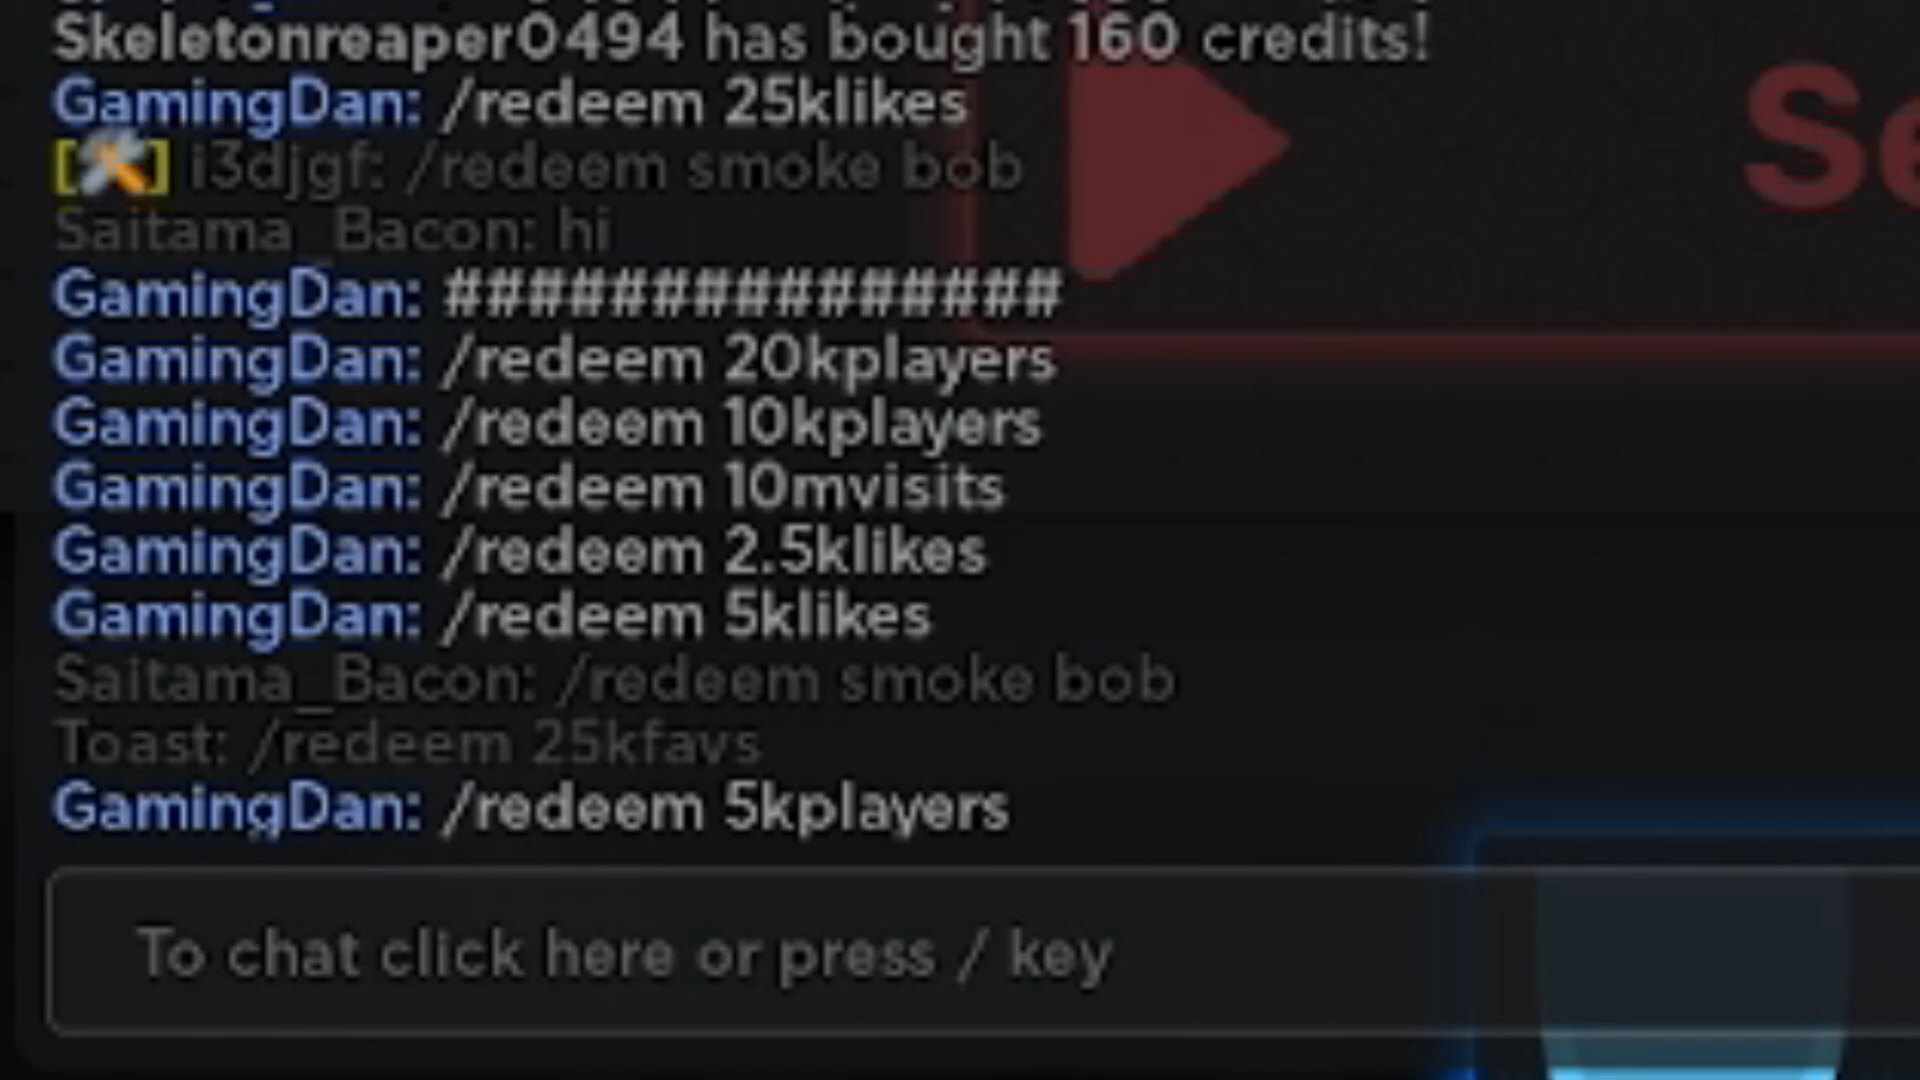 Skeletonreaper0494 has bought 160 credits!
GamingDan: /redeem 25klikes
[🛠] i3djgf: /redeem smoke bob
Saitama_Bacon: hi
GamingDan: ###############
GamingDan: /redeem 20kplayers
GamingDan: /redeem 10kplayers
GamingDan: /redeem 10mvisits
GamingDan: /redeem 2.5klikes
GamingDan: /redeem 5klikes
Saitama_Bacon: /redeem smoke bob
Toast: /redeem 25kfavs
GamingDan: /redeem 5kplayers
To chat click here or press / key
Se